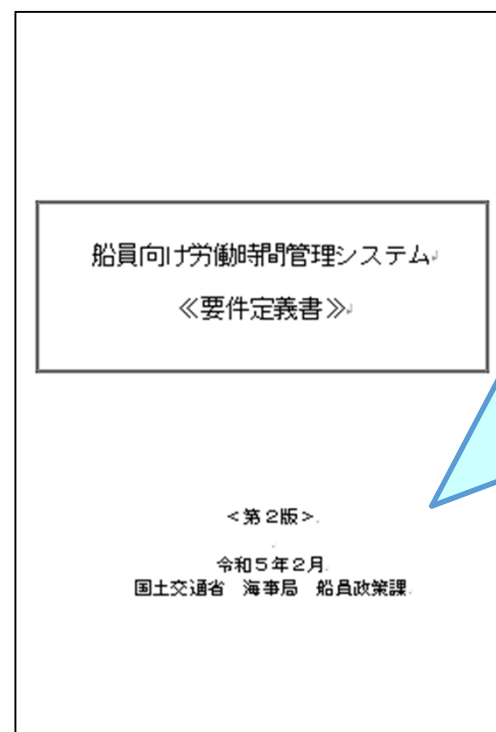 船員向け労働時間管理システム
≪要件定義書≫
＜第２版＞
令和５年２月
国土交通省　海事局　船員政策課